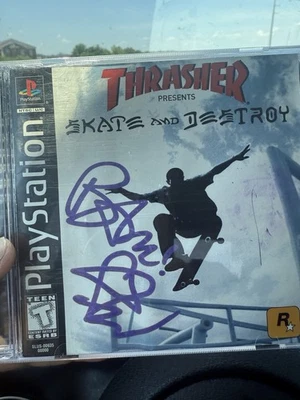 THRASHER
PRESENTS
SKATE AND DESTROY
PlayStation
TEEN
T
ESRB
R